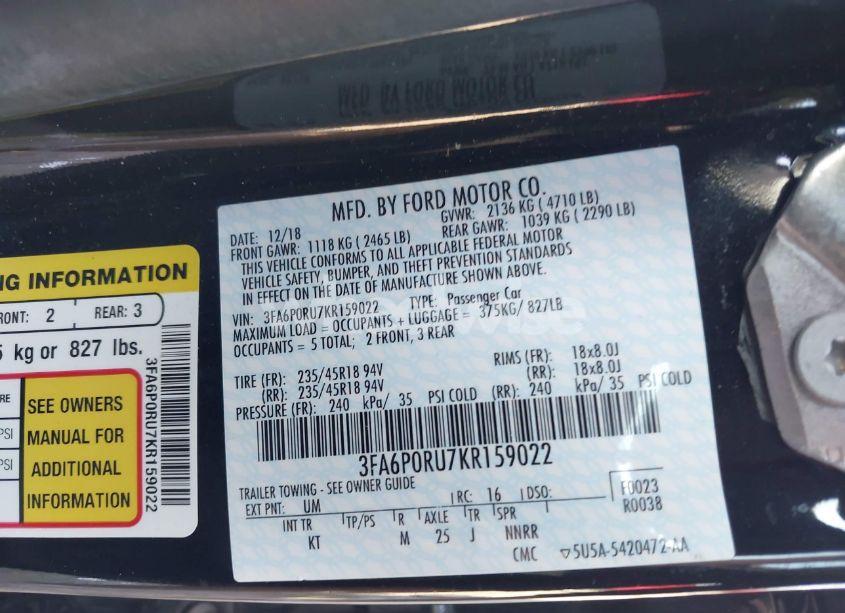 MFD. BY FORD MOTOR CO.
DATE: 12/18 GVWR: 2136 KG ( 4710 LB)
FRONT GAWR: 1118 KG ( 2465 LB) REAR GAWR: 1039 KG ( 2290 LB)
THIS VEHICLE CONFORMS TO ALL APPLICABLE FEDERAL MOTOR
VEHICLE SAFETY, BUMPER, AND THEFT PREVENTION STANDARDS
IN EFFECT ON THE DATE OF MANUFACTURE SHOWN ABOVE.
VIN: 3FA6P0RU7KR159022 TYPE: Passenger Car
MAXIMUM LOAD = OCCUPANTS + LUGGAGE = 375KG/ 827LB
OCCUPANTS = 5 TOTAL; 2 FRONT, 3 REAR
TIRE (FR): 235/45R18 94V RIMS (FR): 18x8.0J
(RR): 235/45R18 94V (RR): 18x8.0J
PRESSURE (FR): 240 kPa/ 35 PSI COLD (RR): 240 kPa/ 35 PSI COLD
3FA6P0RU7KR159022
TRAILER TOWING - SEE OWNER GUIDE
EXT PNT: UM RC: 16 DSO: F0023
R0038
INT TR TP/PS R AXLE TR SPR
KT M 25 J NNRR
CMC 5U5A-5420472-AA
NG INFORMATION
FRONT: 2 REAR: 3
5 kg or 827 lbs.
SEE OWNERS
MANUAL FOR
ADDITIONAL
INFORMATION
PSI
PSI
3FA6P0RU7KR159022